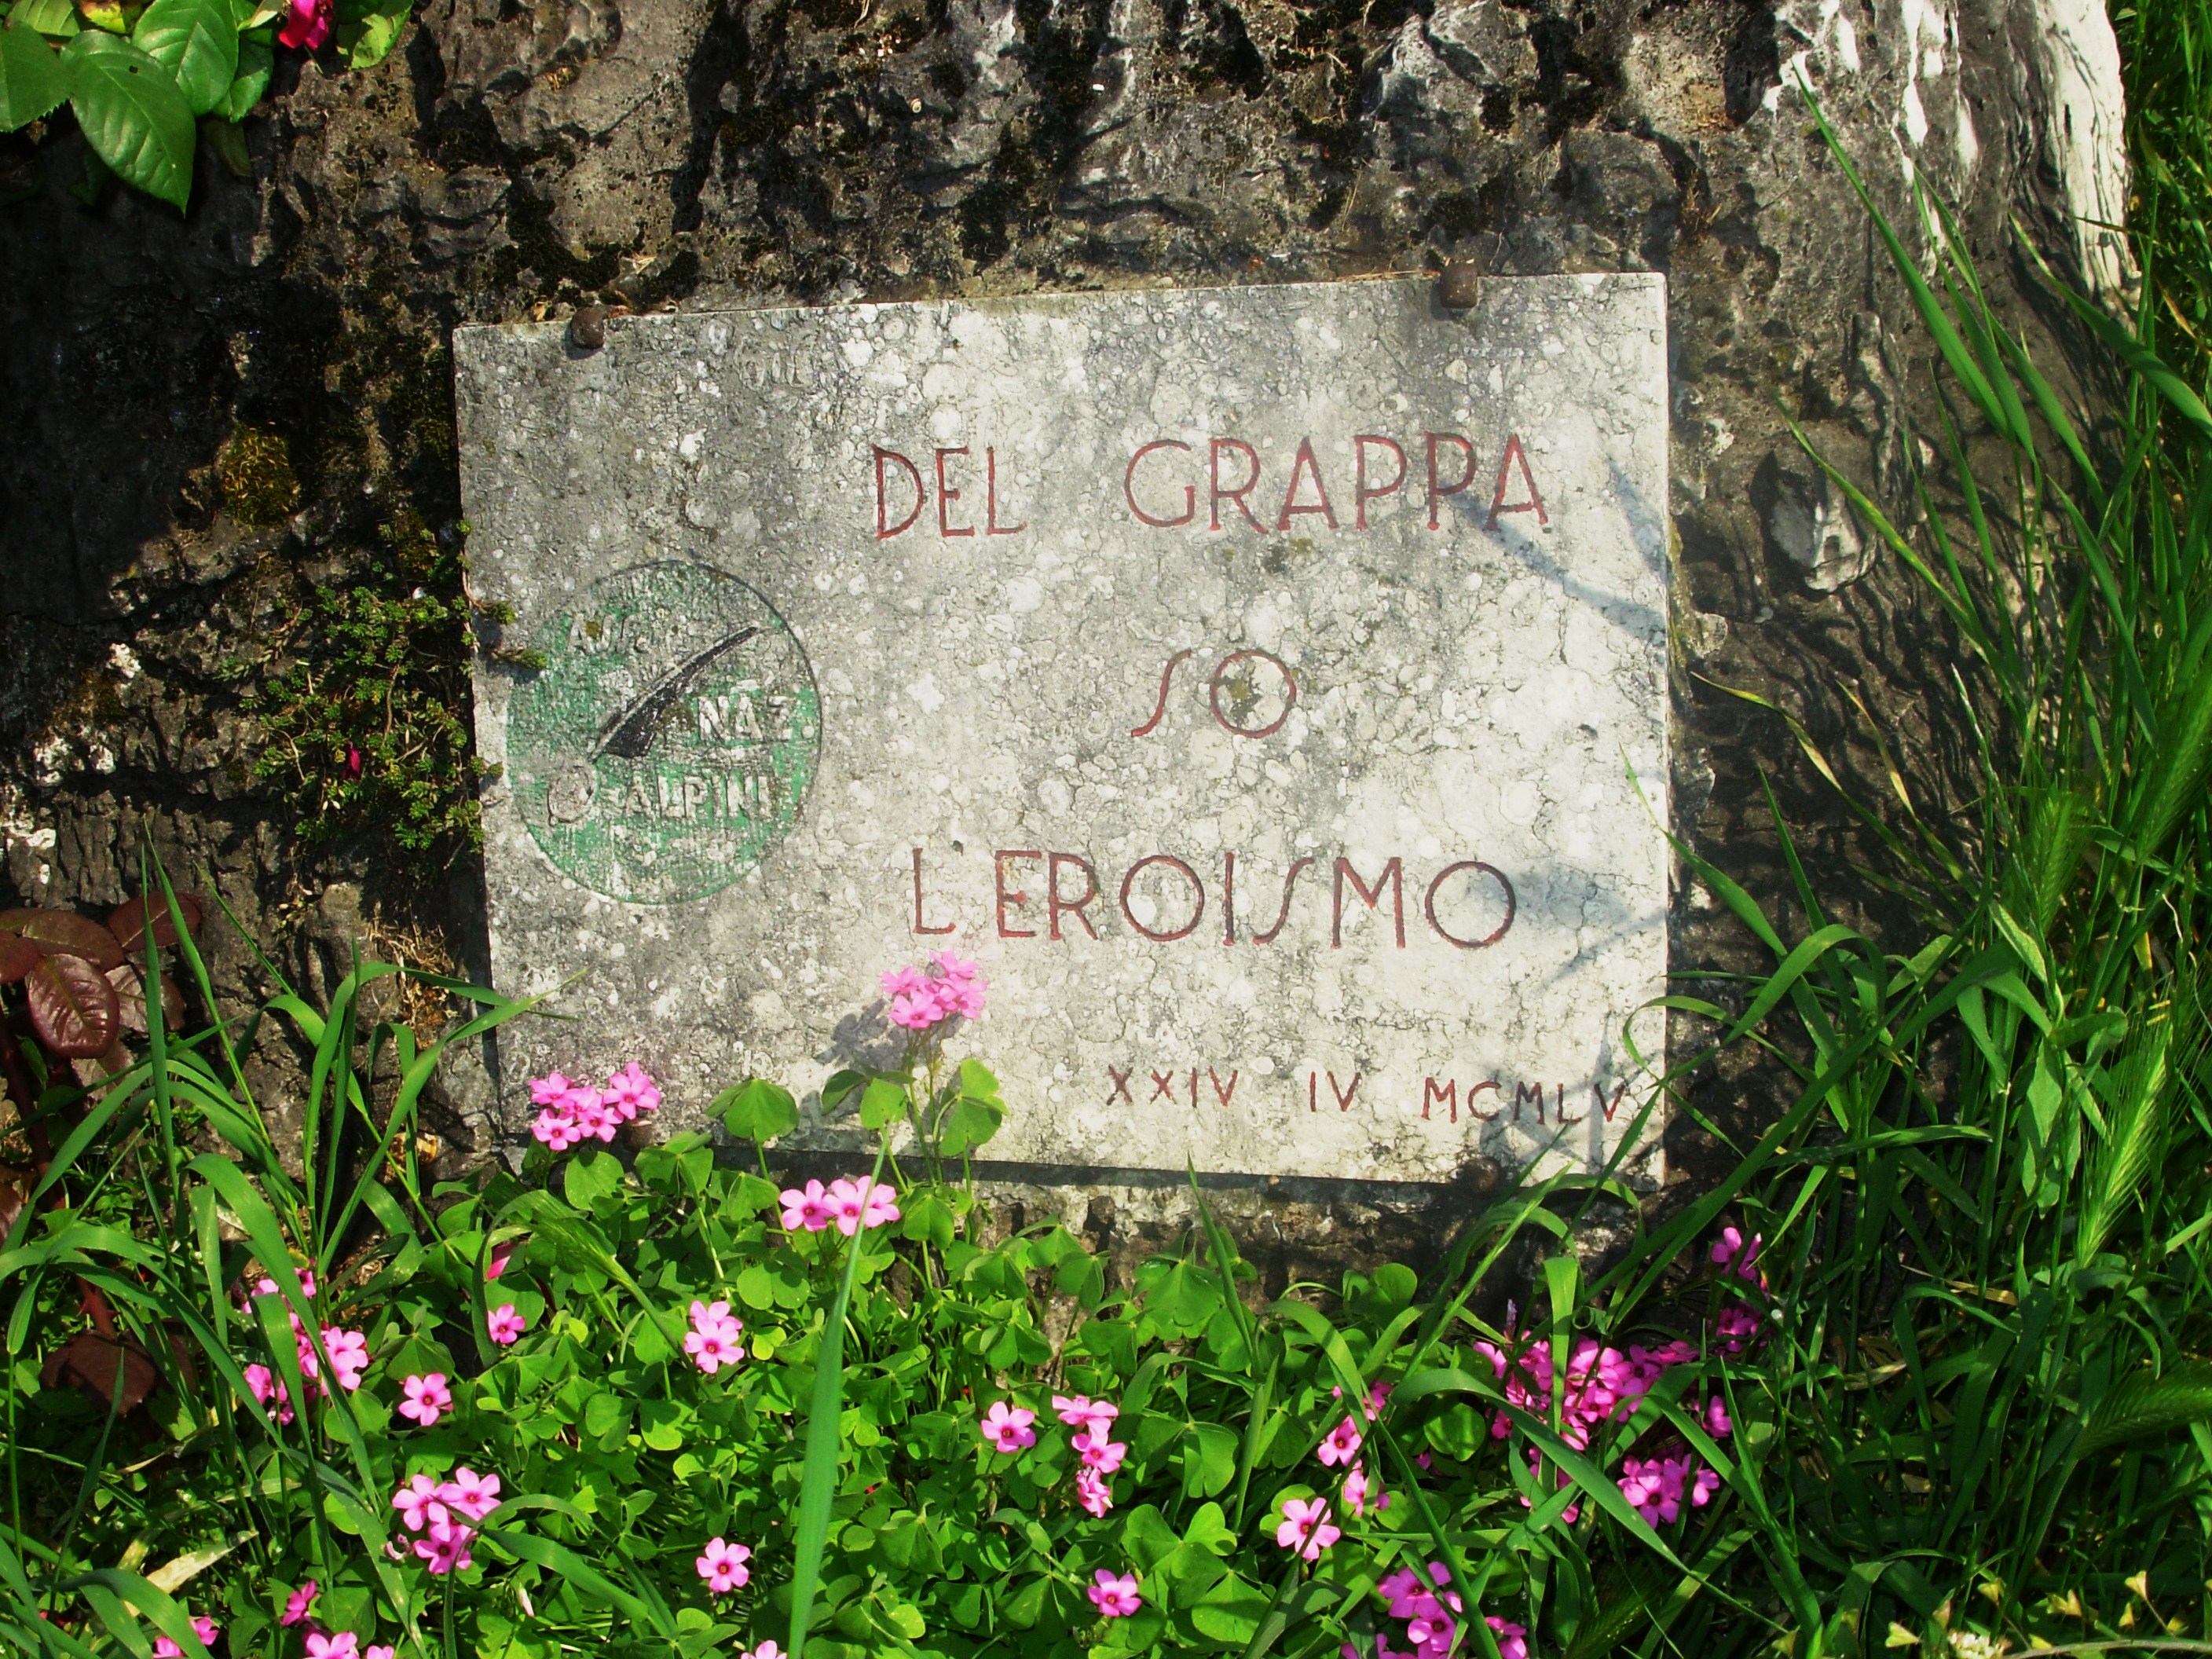 DEL GRAPPA
SO
L'EROISMO
NAZ.
ALPINI
XXIV IV MCMLV